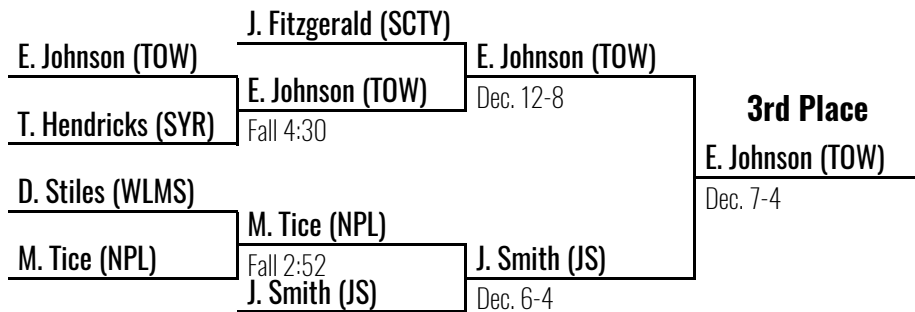 J. Fitzgerald (SCTY)
E. Johnson (TOW)
E. Johnson (TOW)
E. Johnson (TOW)
Dec. 12-8
3rd Place
T. Hendricks (SYR)
Fall 4:30
E. Johnson (TOW)
D. Stiles (WLMS)
Dec. 7-4
M. Tice (NPL)
M. Tice (NPL)
J. Smith (JS)
Fall 2:52
J. Smith (JS)
Dec. 6-4